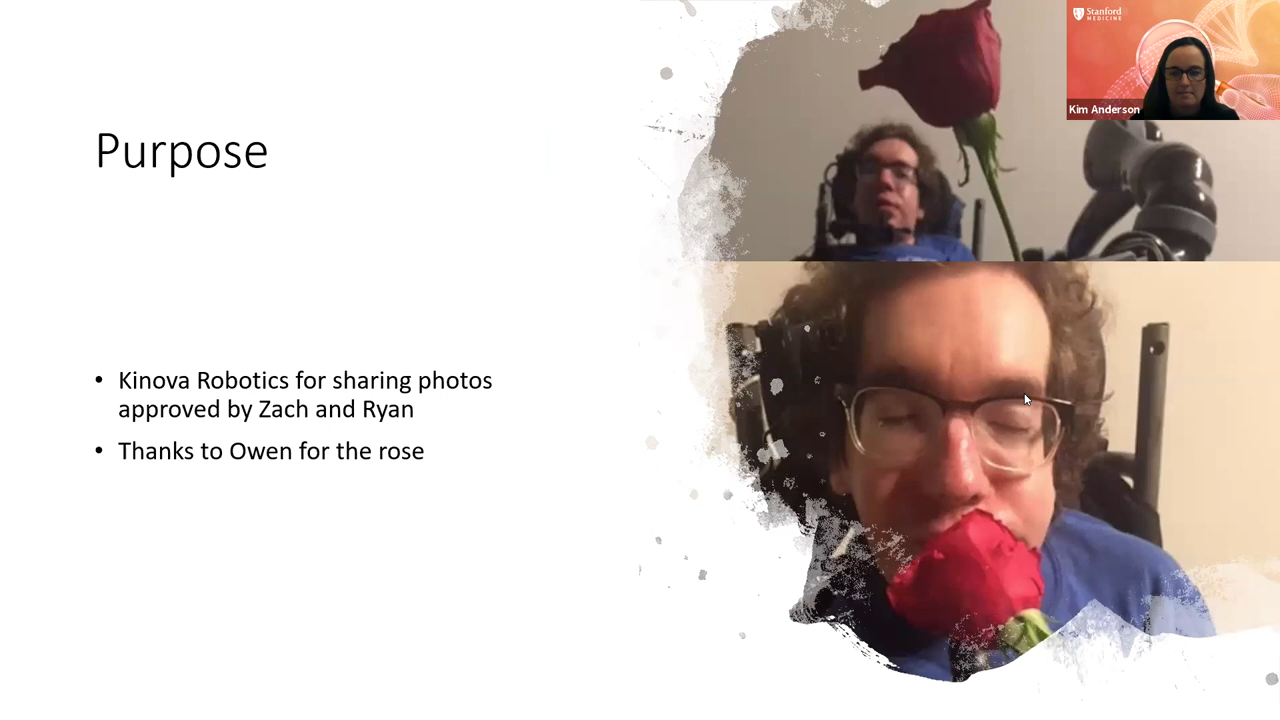 Purpose
• Kinova Robotics for sharing photos
approved by Zach and Ryan
• Thanks to Owen for the rose
Stanford
MEDICINE
Kim Anderson